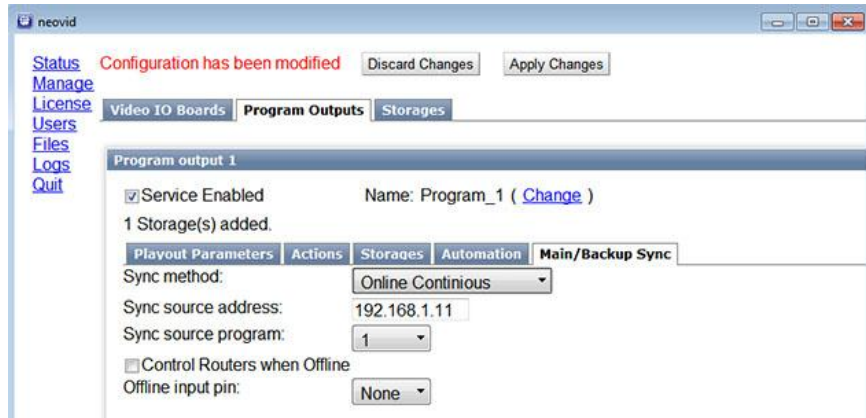 neovid
Status
Manage
License
Users
Files
Logs
Quit
Configuration has been modified Discard Changes Apply Changes
Video IO Boards Program Outputs Storages
Program output 1
Service Enabled Name: Program_1 ( Change )
1 Storage(s) added.
Playout Parameters Actions Storages Automation Main/Backup Sync
Sync method: Online Continious
Sync source address: 192.168.1.11
Sync source program: 1
Control Routers when Offline
Offline input pin: None